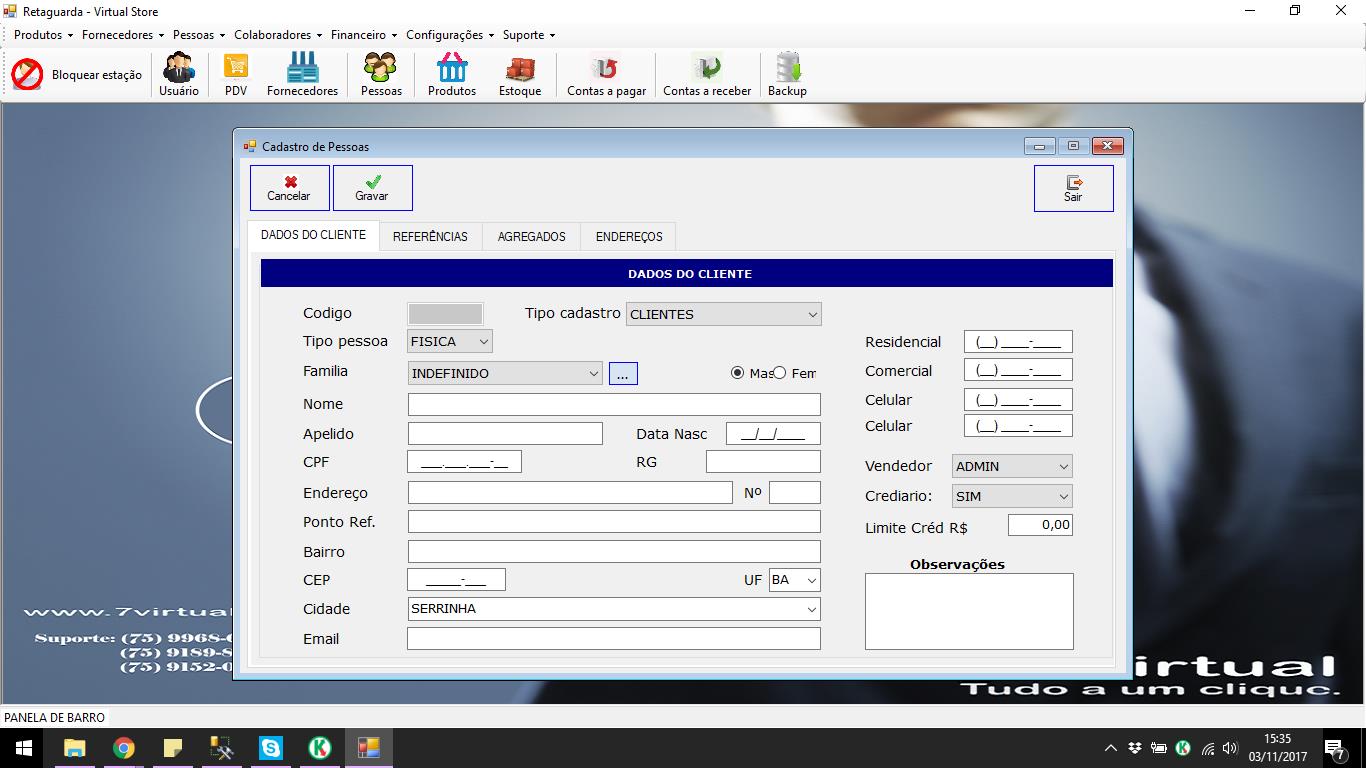 Retaguarda - Virtual Store
Produtos Fornecedores Pessoas Colaboradores Financeiro Configurações Suporte
Bloquear estação Usuário PDV Fornecedores Pessoas Produtos Estoque Contas a pagar Contas a receber Backup
Cadastro de Pessoas
Cancelar Gravar Sair
DADOS DO CLIENTE REFERÊNCIAS AGREGADOS ENDEREÇOS
DADOS DO CLIENTE
Codigo Tipo cadastro CLIENTES
Tipo pessoa FISICA Residencial (__) ____-____
Familia INDEFINIDO ... Mas Fem Comercial (__) ____-____
Nome Celular (__) ____-____
Apelido Data Nasc __/__/____ Celular (__) ____-____
CPF ___.___.___-__ RG Vendedor ADMIN
Endereço Nº Crediario: SIM
Ponto Ref. Limite Créd R$ 0,00
Bairro Observações
CEP _____-___ UF BA
Cidade SERRINHA
Email
www.7virtual
Suporte: (75) 9968-
(75) 9189-8
(75) 9152-0
irtual
Tudo a um clique.
PANELA DE BARRO
15:35
03/11/2017
7